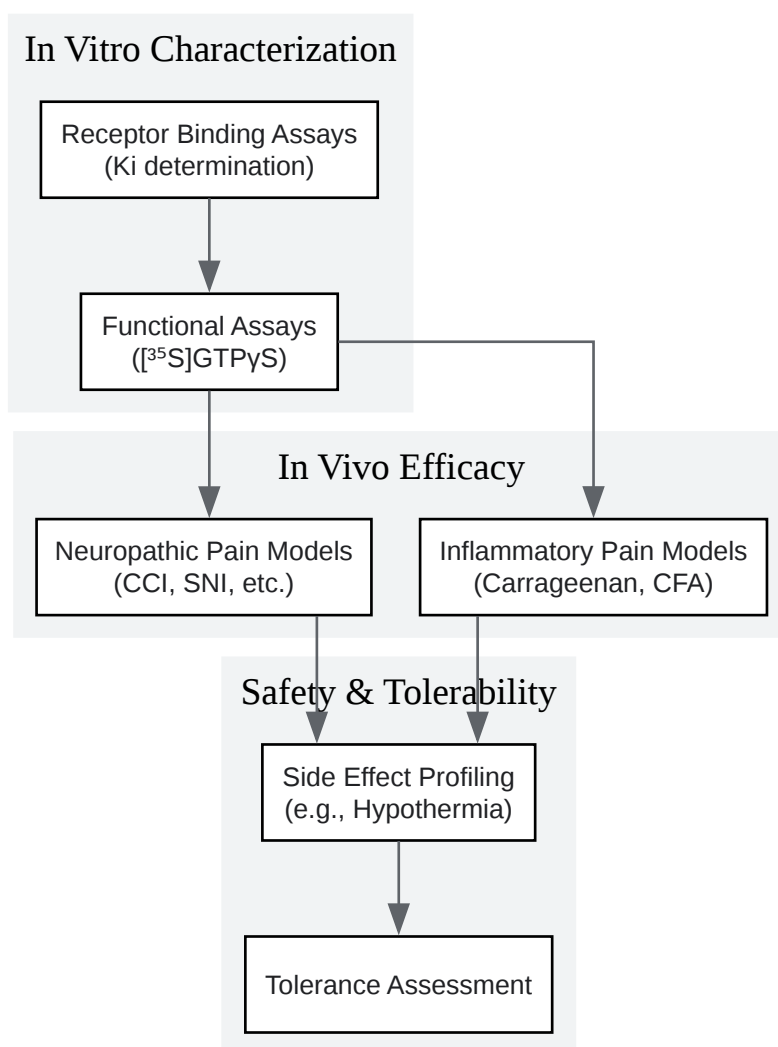 In Vitro Characterization
Receptor Binding Assays
(Ki determination)
Functional Assays
([³⁵S]GTPγS)
In Vivo Efficacy
Neuropathic Pain Models
(CCI, SNI, etc.)
Inflammatory Pain Models
(Carrageenan, CFA)
Safety & Tolerability
Side Effect Profiling
(e.g., Hypothermia)
Tolerance Assessment